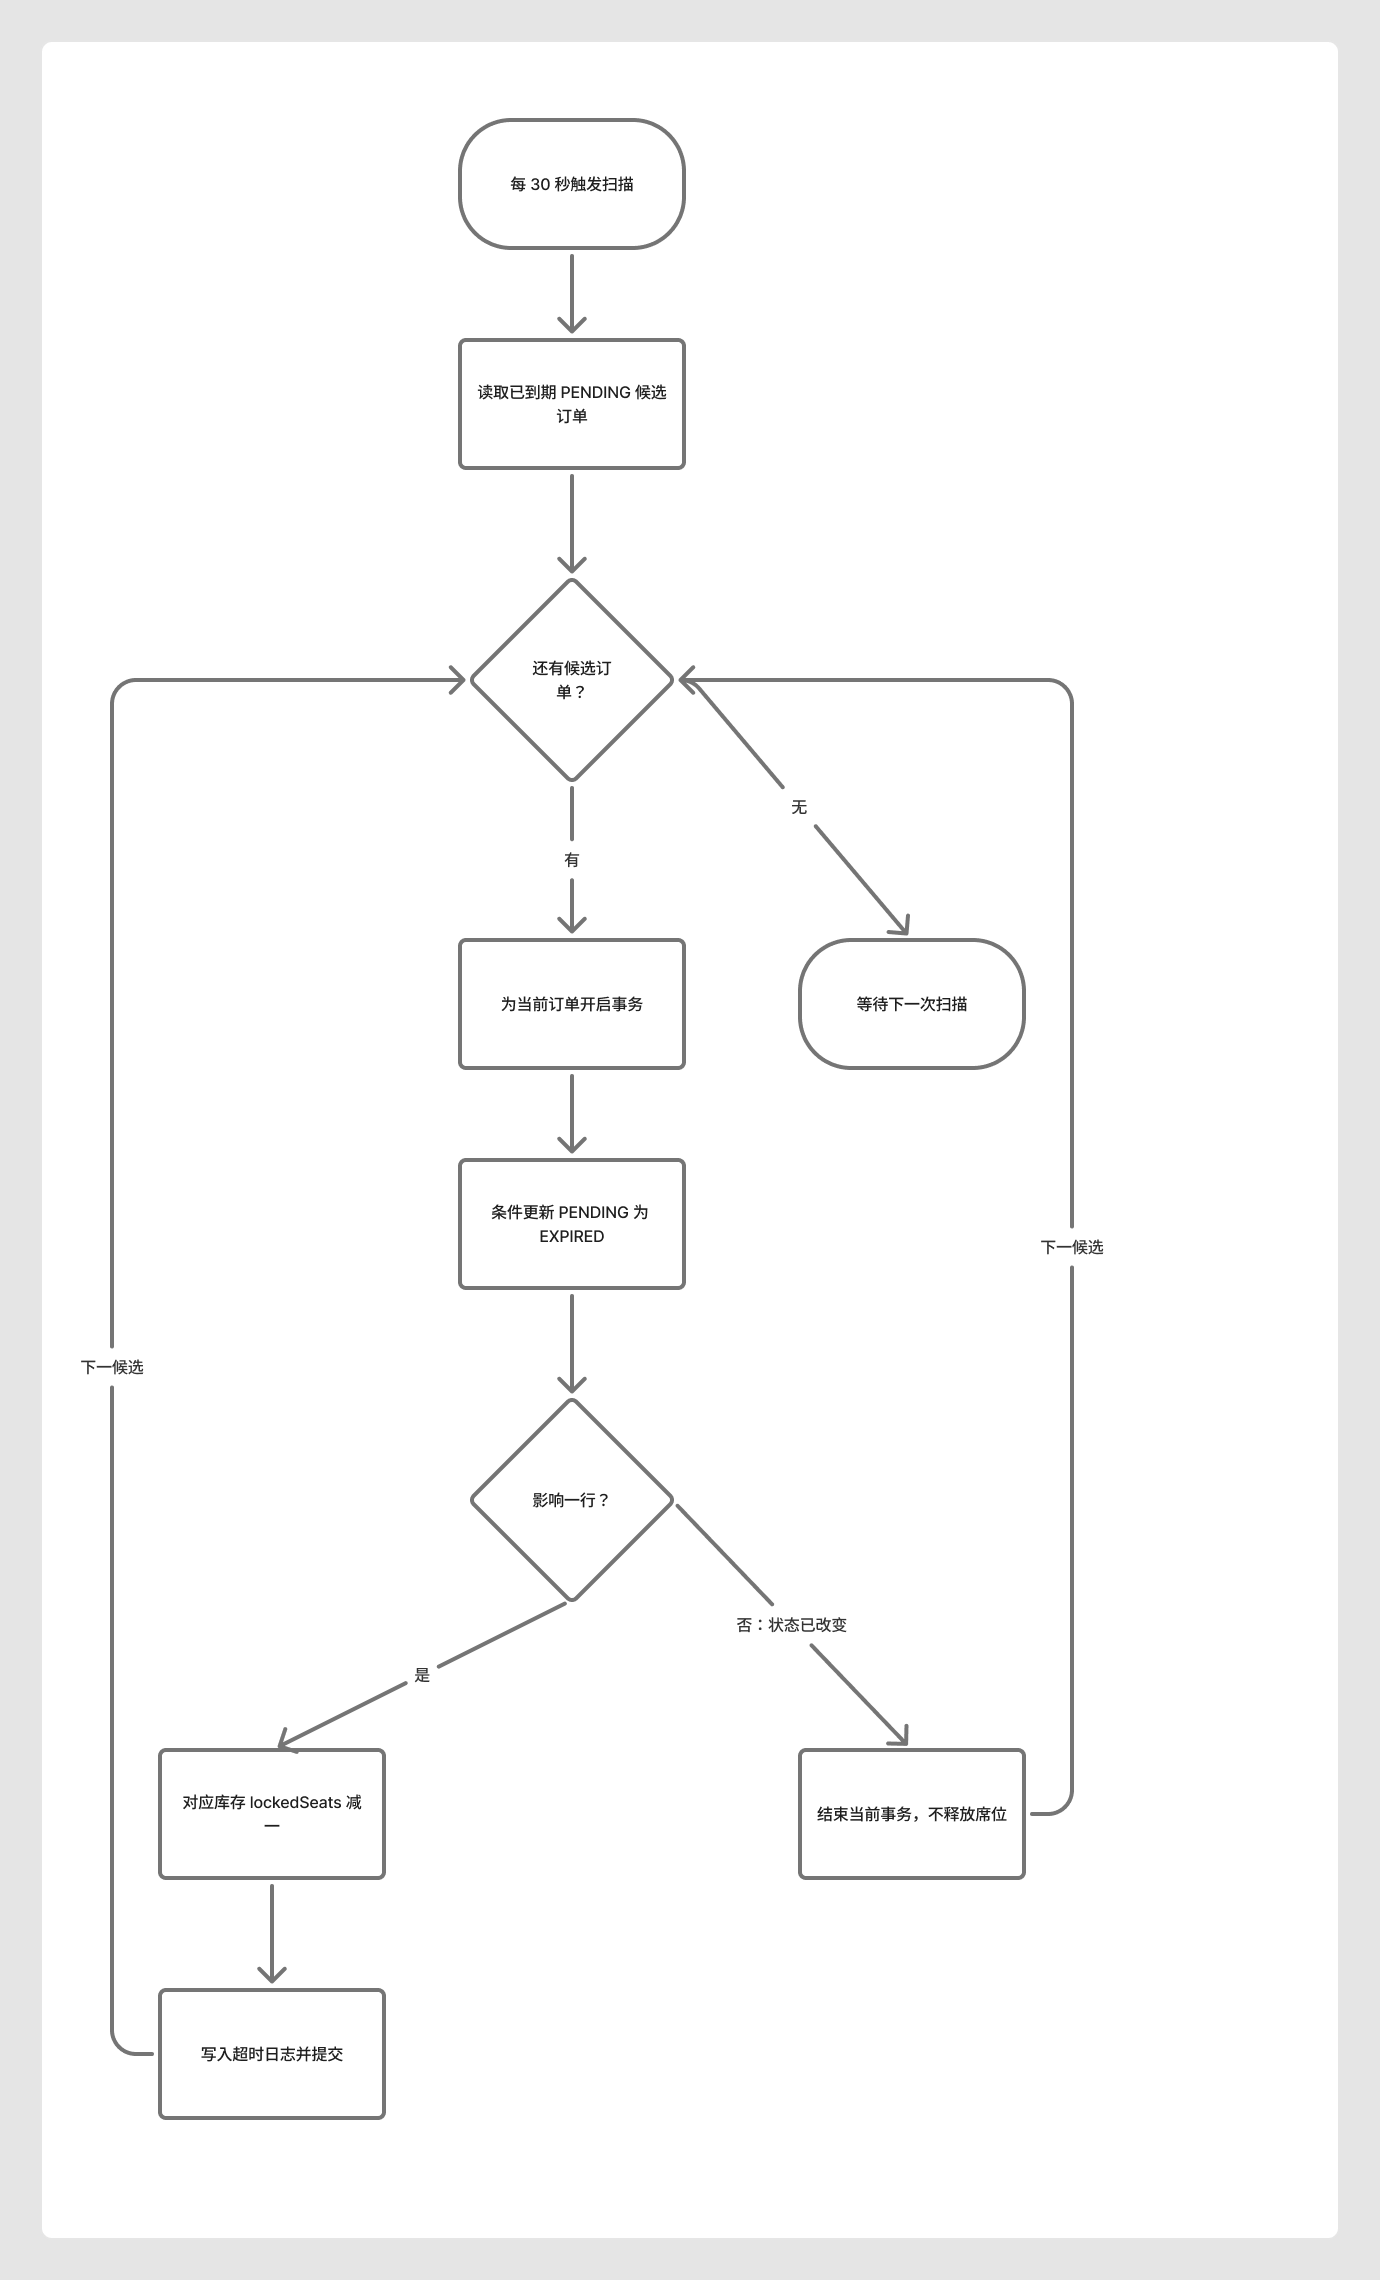 每 30 秒触发扫描
读取已到期 PENDING 候选
订单
还有候选订
单？
无
有
为当前订单开启事务
等待下一次扫描
条件更新 PENDING 为
EXPIRED
下一候选
下一候选
影响一行？
否：状态已改变
是
对应库存 lockedSeats 减
一
结束当前事务，不释放席位
写入超时日志并提交